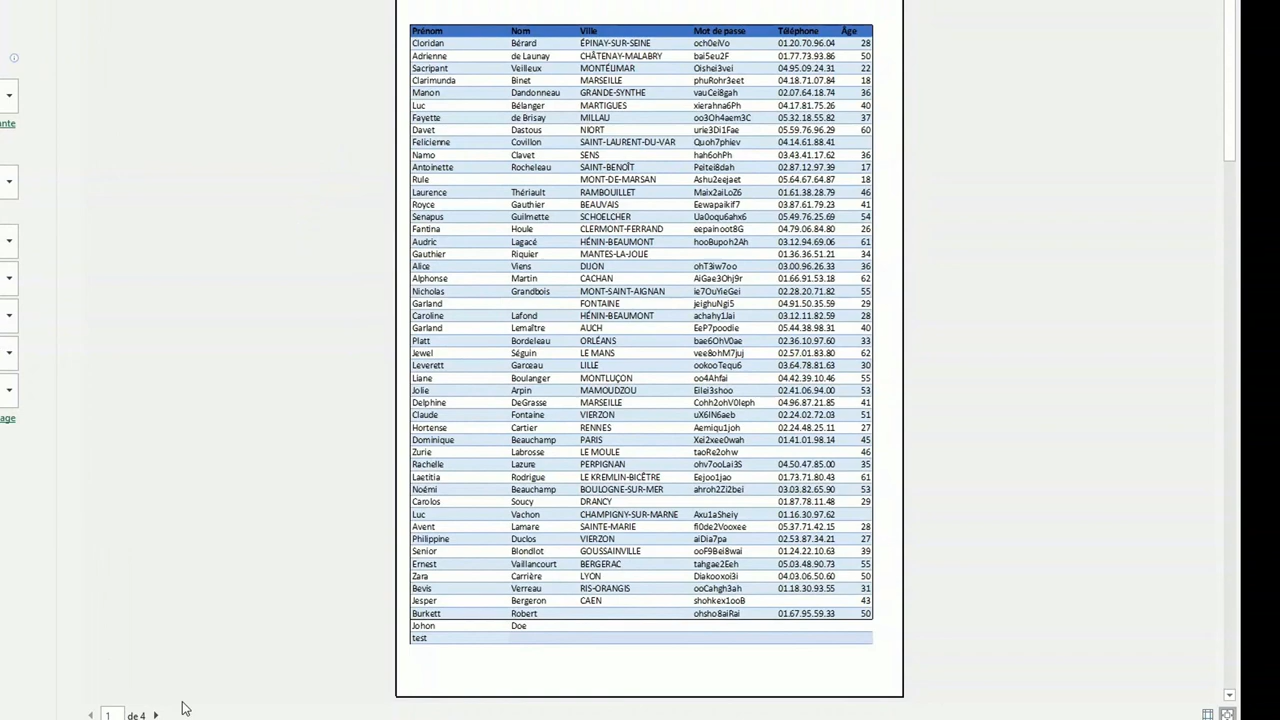 Prénom Nom Ville Mot de passe Téléphone Âge
Cloridan Bérard ÉPINAY-SUR-SEINE och0eiVo 01.20.70.96.04 28
Adrienne de Launay CHÂTENAY-MALABRY bai5eu2F 01.77.73.93.86 50
Sacripant Veilleux MONTÉLIMAR Oishei3vei 04.95.09.24.31 22
Clarimunda Binet MARSEILLE phuRohr3eet 04.18.71.07.84 18
ante
Manon Dandonneau GRANDE-SYNTHE vauCei8gah 02.07.64.18.74 36
Luc Bélanger MARTIGUES xierahna6Ph 04.17.81.75.26 40
Fayette de Brisay MILLAU oo3Oh4aem3C 05.32.18.55.82 37
Davet Dastous NIORT urie3Di1Fae 05.59.76.96.29 60
Felicienne Covillon SAINT-LAURENT-DU-VAR Quoh7phiev 04.14.61.88.41
Namo Clavet SENS hah6ohPh 03.43.41.17.62 36
Antoinette Rocheleau SAINT-BENOÎT Peitei8dah 02.87.12.97.39 17
Rule MONT-DE-MARSAN Ashu2eejaet 05.64.67.64.87 18
Laurence Thériault RAMBOUILLET Maix2aiLoZ6 01.61.38.28.79 46
Royce Gauthier BEAUVAIS Eewapaikif7 03.87.61.79.23 41
Senapus Guilmette SCHOELCHER Ua0oqu6ahx6 05.49.76.25.69 54
Fantina Houle CLERMONT-FERRAND eepainoot8G 04.79.06.84.80 26
Audric Lagacé HÉNIN-BEAUMONT hooBupoh2Ah 03.12.94.69.06 61
Gauthier Riquier MANTES-LA-JOLIE 01.36.36.51.21 34
Alice Viens DIJON ohT3iw7oo 03.00.96.26.33 36
Alphonse Martin CACHAN AiGae3Ohj9r 01.66.91.53.18 62
Nicholas Grandbois MONT-SAINT-AIGNAN ie7OuYieGei 02.28.20.71.82 55
Garland FONTAINE jeighuNgi5 04.91.50.35.59 29
Caroline Lafond HÉNIN-BEAUMONT achahy1Jai 03.12.11.82.59 28
Garland Lemaître AUCH EeP7poodie 05.44.38.98.31 40
Platt Bordeleau ORLÉANS bae6OhV0ae 02.36.10.97.60 33
Jewel Séguin LE MANS vee8ohM7juj 02.57.01.83.80 62
Leverett Garceau LILLE ookooTequ6 03.64.78.81.63 30
Liane Boulanger MONTLUÇON oo4Ahfai 04.42.39.10.46 55
Jolie Arpin MAMOUDZOU Eilei3shoo 02.41.06.94.00 53
Delphine DeGrasse MARSEILLE Cohh2ohV0Ieph 04.96.87.21.85 41
Claude Fontaine VIERZON uX6IN6aeb 02.24.02.72.03 51
age
Hortense Cartier RENNES Aemiqu1joh 02.24.48.25.11 27
Dominique Beauchamp PARIS Xei2xee0wah 01.41.01.98.14 45
Zurie Labrosse LE MOULE taoRe2ohw 46
Rachelle Lazure PERPIGNAN ohv7ooLai3S 04.50.47.85.00 35
Laetitia Rodrigue LE KREMLIN-BICÊTRE Eejoo1jao 01.73.71.80.43 61
Noémi Beauchamp BOULOGNE-SUR-MER ahroh2Zi2bei 03.03.82.65.90 53
Carolos Soucy DRANCY 01.87.78.11.48 29
Luc Vachon CHAMPIGNY-SUR-MARNE Axu1aSheiy 01.16.30.97.62
Avent Lamare SAINTE-MARIE fi0de2Vooxee 05.37.71.42.15 28
Philippine Duclos VIERZON aiDia7pa 02.53.87.34.21 27
Senior Blondlot GOUSSAINVILLE ooF9Bei8wai 01.24.22.10.63 39
Ernest Vaillancourt BERGERAC tahgae2Eeh 05.03.48.90.73 55
Zara Carrière LYON Diakooxoi3i 04.03.06.50.60 50
Bevis Verreau RIS-ORANGIS ooCahgh3ah 01.18.30.93.55 31
Jesper Bergeron CAEN shohkex1ooB 43
Burkett Robert ohsho8aiRai 01.67.95.59.33 50
Johon Doe
test
1 de 4